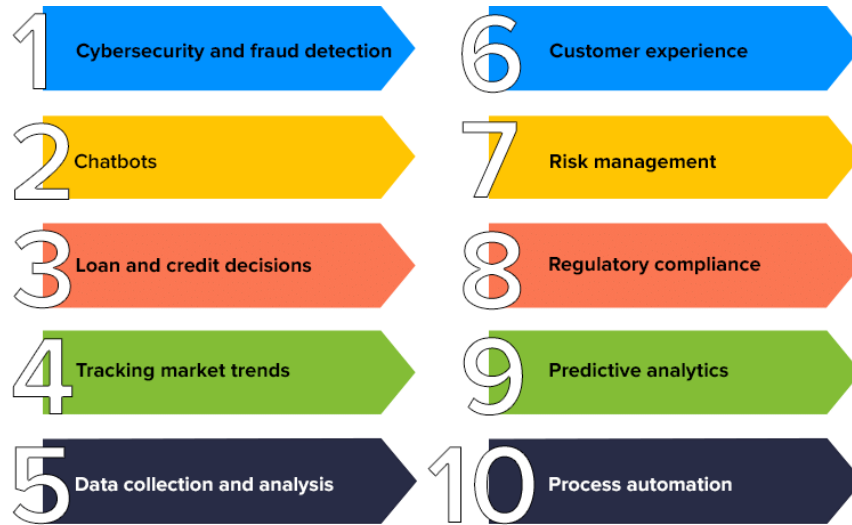 1 Cybersecurity and fraud detection
2 Chatbots
3 Loan and credit decisions
4 Tracking market trends
5 Data collection and analysis
6 Customer experience
7 Risk management
8 Regulatory compliance
9 Predictive analytics
10 Process automation